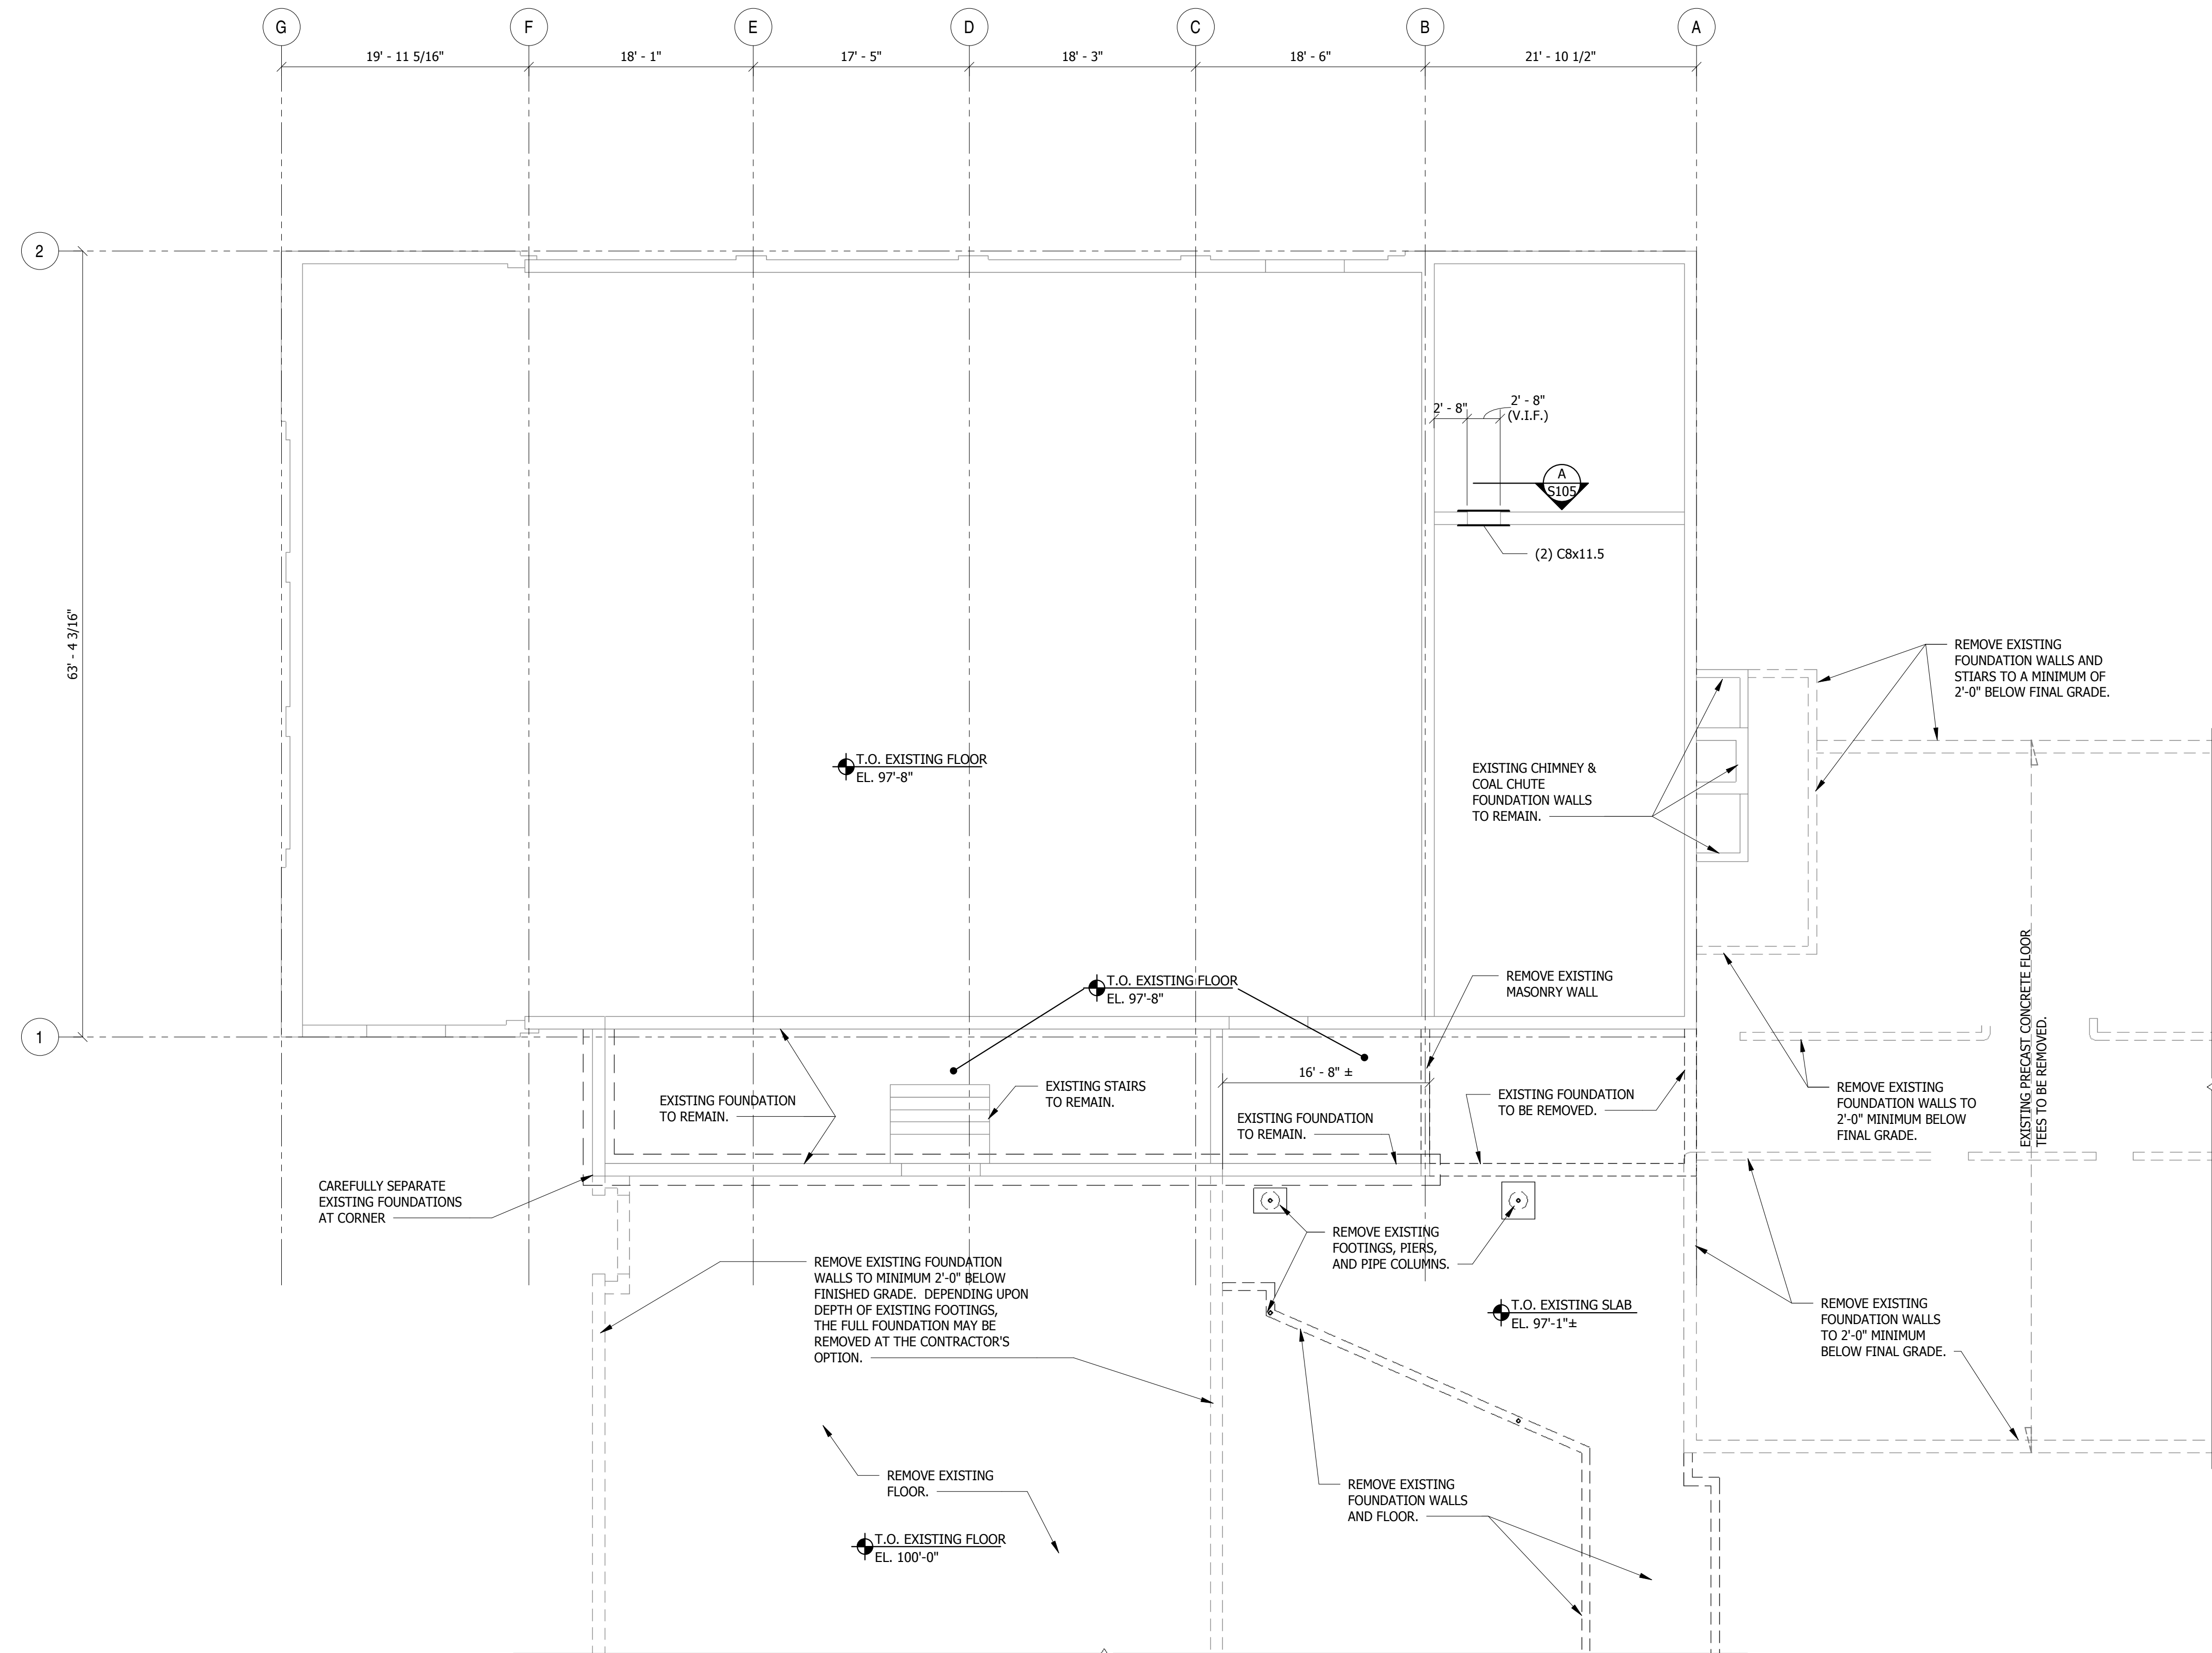 G
F
E
D
C
B
A
19' - 11 5/16"
18' - 1"
17' - 5"
18' - 3"
18' - 6"
21' - 10 1/2"
2
63' - 4 3/16"
1
2' - 8"
2' - 8"
(V.I.F.)
A
S105
(2) C8x11.5
REMOVE EXISTING
FOUNDATION WALLS AND
STIARS TO A MINIMUM OF
2'-0" BELOW FINAL GRADE.
T.O. EXISTING FLOOR
EL. 97'-8"
EXISTING CHIMNEY &
COAL CHUTE
FOUNDATION WALLS
TO REMAIN.
T.O. EXISTING FLOOR
EL. 97'-8"
REMOVE EXISTING
MASONRY WALL
EXISTING PRECAST CONCRETE FLOOR
TEES TO BE REMOVED.
16' - 8" ±
EXISTING FOUNDATION
TO REMAIN.
EXISTING STAIRS
TO REMAIN.
EXISTING FOUNDATION
TO REMAIN.
EXISTING FOUNDATION
TO BE REMOVED.
REMOVE EXISTING
FOUNDATION WALLS TO
2'-0" MINIMUM BELOW
FINAL GRADE.
CAREFULLY SEPARATE
EXISTING FOUNDATIONS
AT CORNER
REMOVE EXISTING FOUNDATION
WALLS TO MINIMUM 2'-0" BELOW
FINISHED GRADE. DEPENDING UPON
DEPTH OF EXISTING FOOTINGS,
THE FULL FOUNDATION MAY BE
REMOVED AT THE CONTRACTOR'S
OPTION.
REMOVE EXISTING
FOOTINGS, PIERS,
AND PIPE COLUMNS.
T.O. EXISTING SLAB
EL. 97'-1"±
REMOVE EXISTING
FOUNDATION WALLS
TO 2'-0" MINIMUM
BELOW FINAL GRADE.
REMOVE EXISTING
FLOOR.
REMOVE EXISTING
FOUNDATION WALLS
AND FLOOR.
T.O. EXISTING FLOOR
EL. 100'-0"